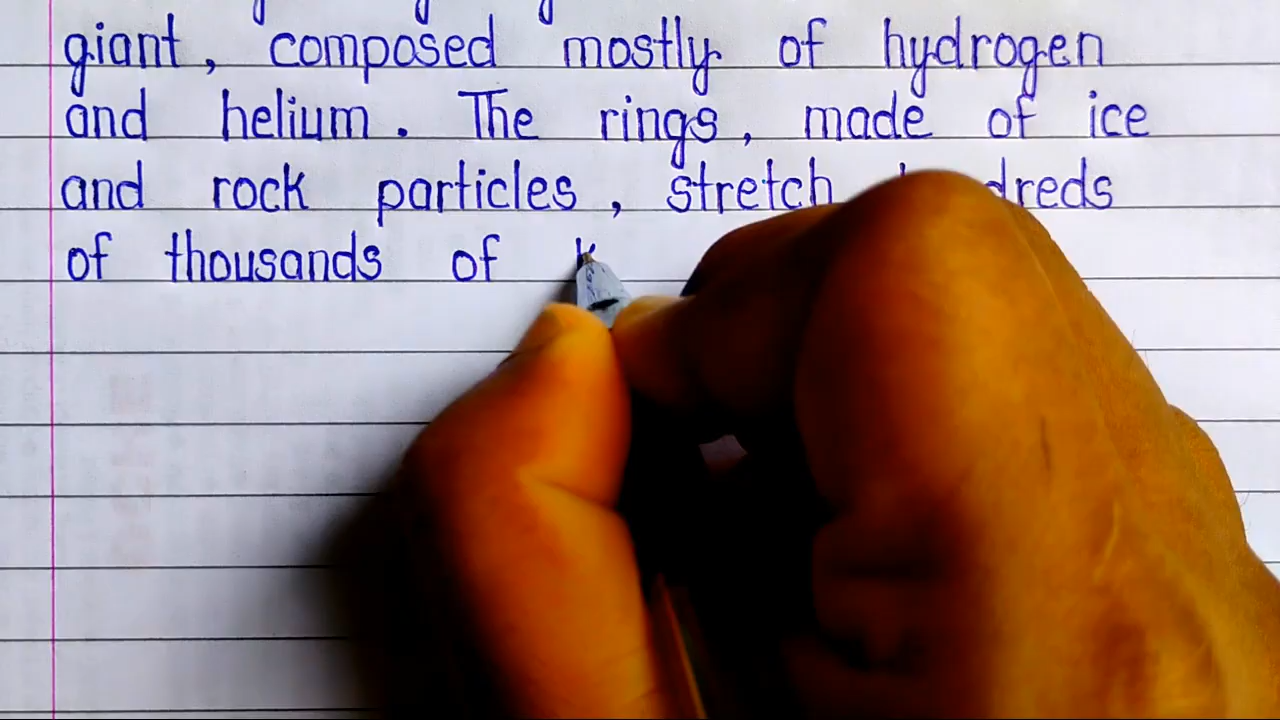 giant, composed mostly of hydrogen
and helium. The rings, made of ice
and rock particles, stretch
of thousands of